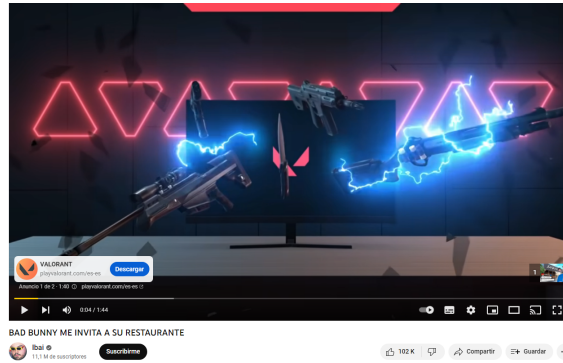 VALORANT
playvalorant.com/es-es
Descargar
Anuncio 1 de 2 · 1:40 playvalorant.com/es-es
1
0:04 / 1:44
BAD BUNNY ME INVITA A SU RESTAURANTE
Ibai
11,1 M de suscriptores
Suscribirme
102 K
Compartir
Guardar